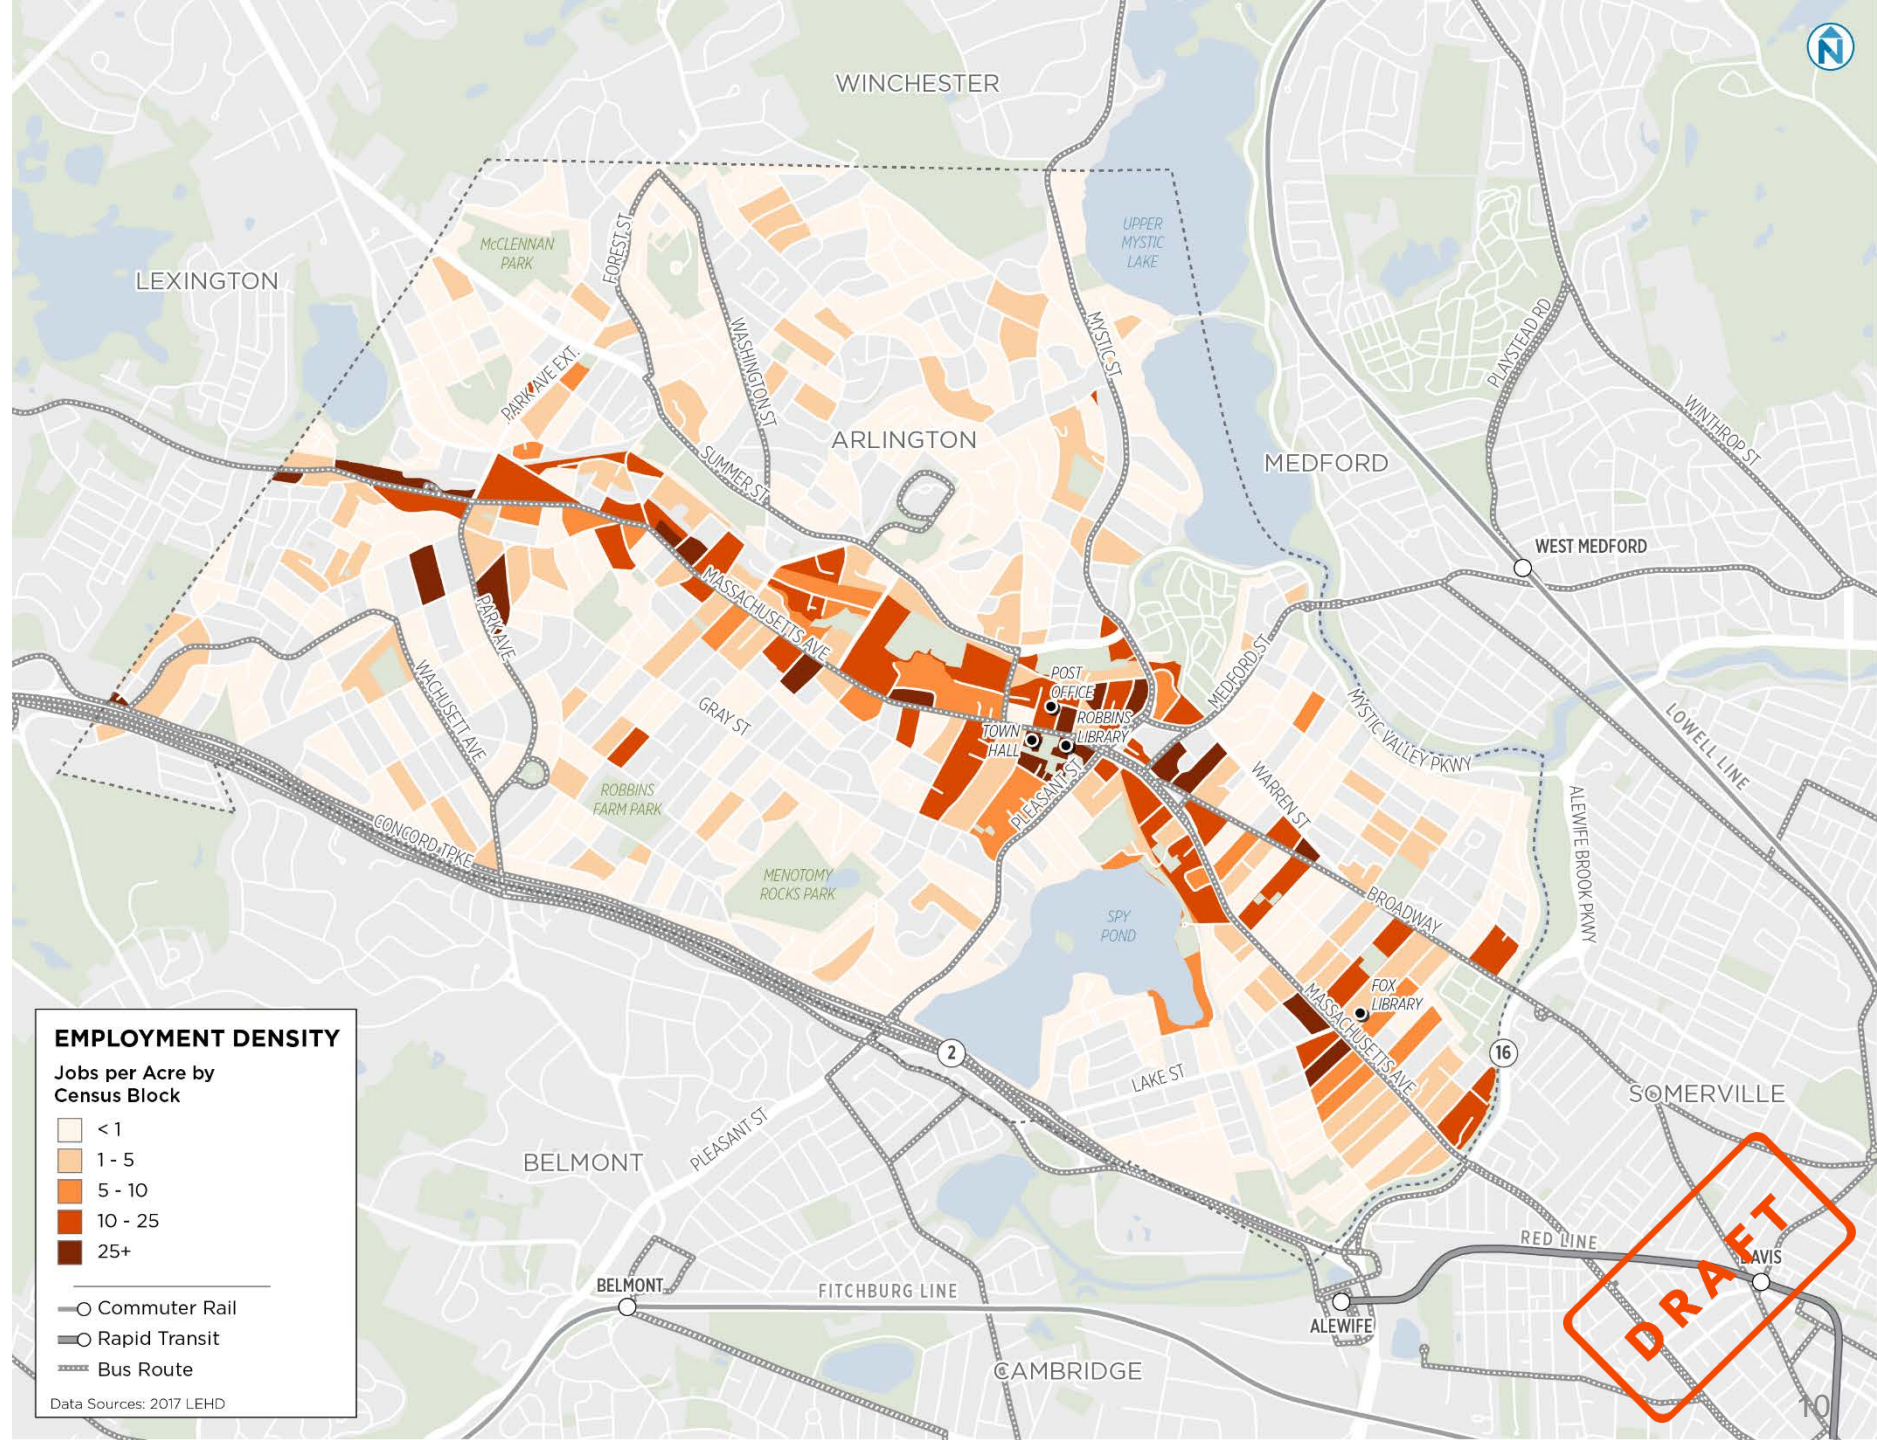 N
WINCHESTER
UPPER
MYSTIC
LAKE
McCLENNAN
PARK
FOREST ST
LEXINGTON
WASHINGTON ST
MYSTIC ST
PLAYSTEAD RD
PARK AVE EXT.
WINTHROP ST
ARLINGTON
MEDFORD
SUMMER ST
WEST MEDFORD
MASSACHUSETTS AVE
PARK AVE
WACHUSETT AVE
MEDFORD ST
POST
OFFICE
ROBBINS
LIBRARY
TOWN
HALL
GRAY ST
MYSTIC VALLEY PKWY
LOWELL LINE
PLEASANT ST
WARREN ST
ROBBINS
FARM PARK
ALEWIFE BROOK PKWY
CONCORD TPKE
MENOTOMY
ROCKS PARK
BROADWAY
SPY
POND
FOX
LIBRARY
MASSACHUSETTS AVE
2
16
LAKE ST
SOMERVILLE
BELMONT
PLEASANT ST
RED LINE
DAVIS
DRAFT
BELMONT
FITCHBURG LINE
ALEWIFE
CAMBRIDGE
EMPLOYMENT DENSITY
Jobs per Acre by
Census Block
< 1
1 - 5
5 - 10
10 - 25
25+
Commuter Rail
Rapid Transit
Bus Route
Data Sources: 2017 LEHD
10